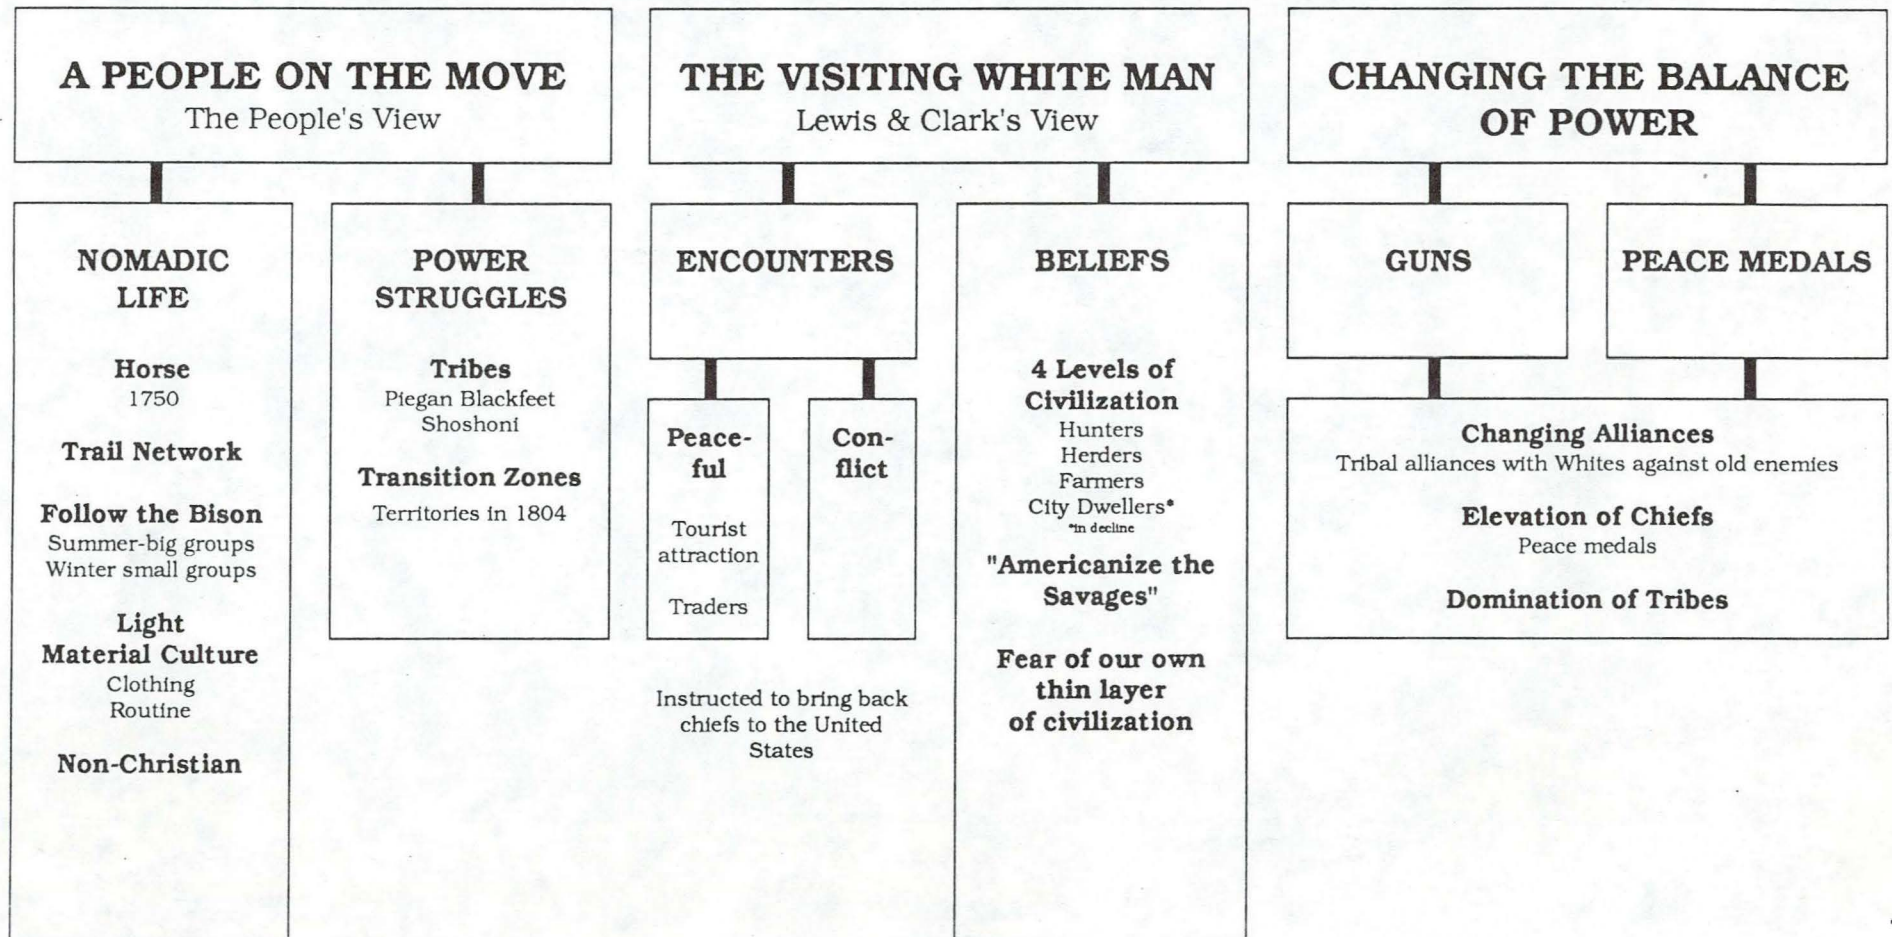 A PEOPLE ON THE MOVE
The People's View
NOMADIC
LIFE
Horse
1750
Trail Network
Follow the Bison
Summer-big groups
Winter small groups
Light
Material Culture
Clothing
Routine
Non-Christian
POWER
STRUGGLES
Tribes
Piegan Blackfeet
Shoshoni
Transition Zones
Territories in 1804
THE VISITING WHITE MAN
Lewis & Clark's View
ENCOUNTERS
Peace-
ful
Tourist
attraction
Traders
Con-
flict
Instructed to bring back
chiefs to the United
States
BELIEFS
4 Levels of
Civilization
Hunters
Herders
Farmers
City Dwellers*
*in decline
"Americanize the
Savages"
Fear of our own
thin layer
of civilization
CHANGING THE BALANCE
OF POWER
GUNS
PEACE MEDALS
Changing Alliances
Tribal alliances with Whites against old enemies
Elevation of Chiefs
Peace medals
Domination of Tribes